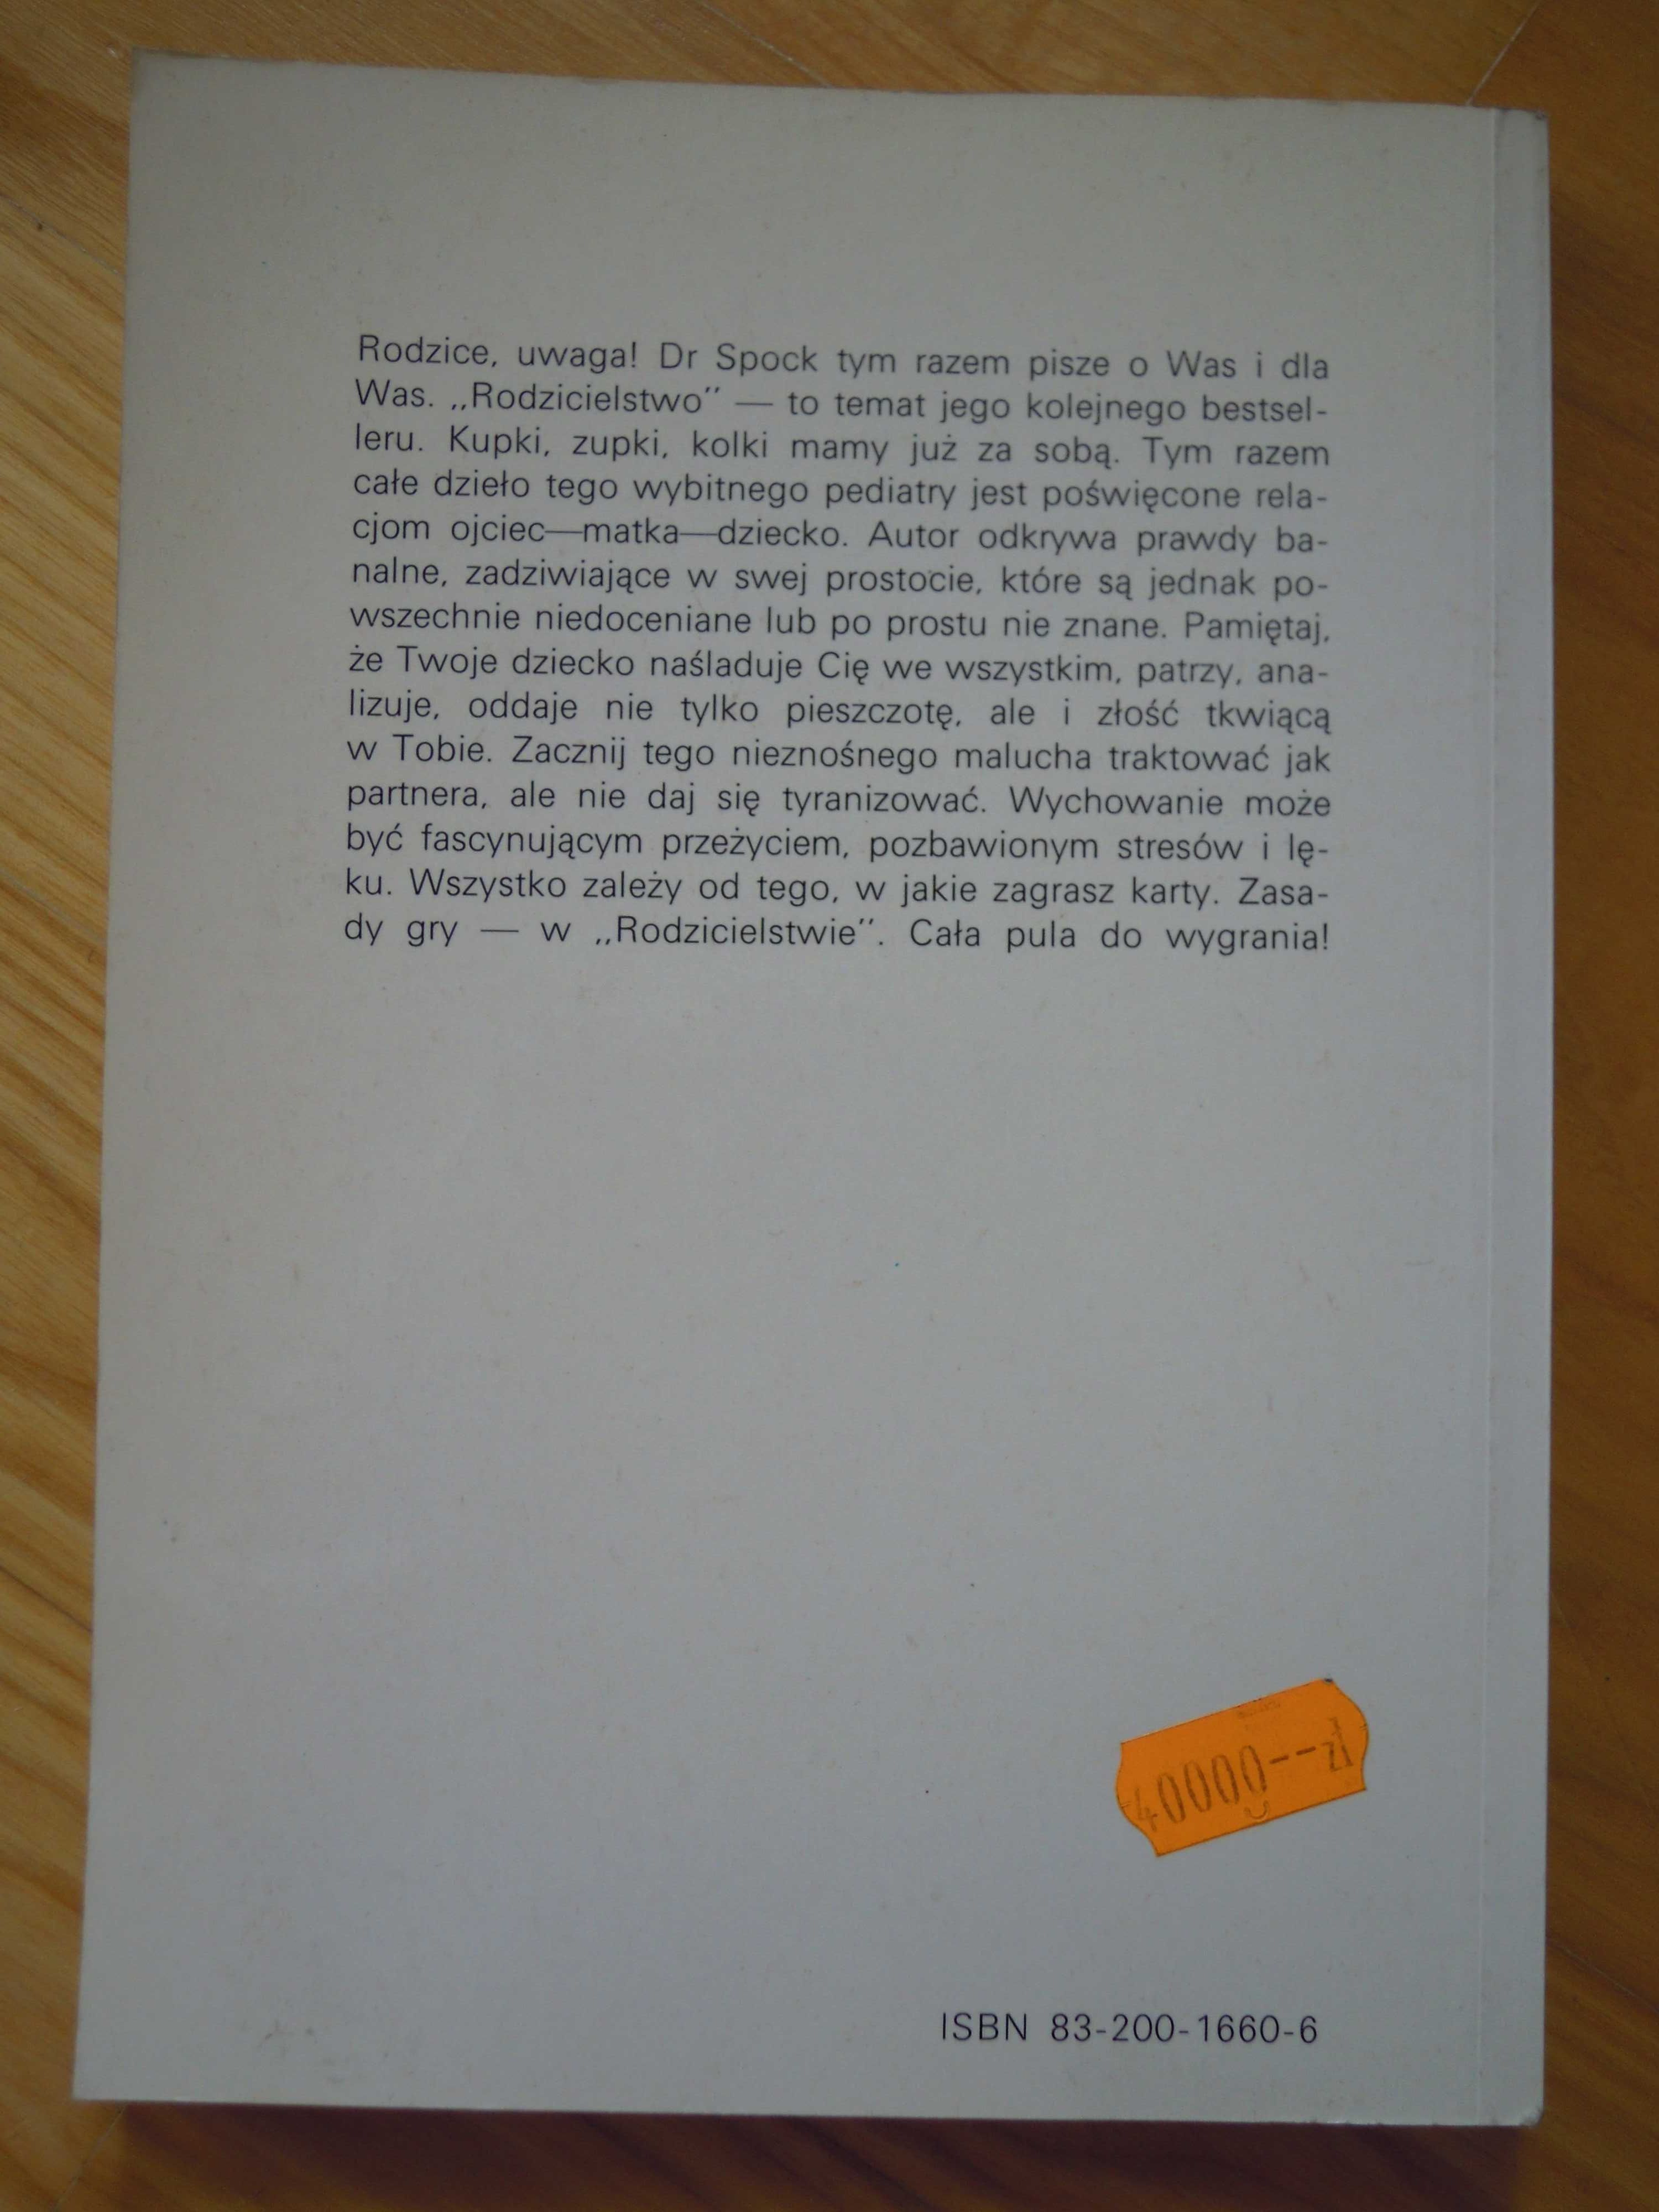 Rodzice, uwaga! Dr Spock tym razem pisze o Was i dla
Was. „Rodzicielstwo” — to temat jego kolejnego bestsel-
leru. Kupki, zupki, kolki mamy już za sobą. Tym razem
całe dzieło tego wybitnego pediatry jest poświęcone rela-
cjom ojciec—matka—dziecko. Autor odkrywa prawdy ba-
nalne, zadziwiające w swej prostocie, które są jednak po-
wszechnie niedoceniane lub po prostu nie znane. Pamiętaj,
że Twoje dziecko naśladuje Cię we wszystkim, patrzy, ana-
lizuje, oddaje nie tylko pieszczotę, ale i złość tkwiącą
w Tobie. Zacznij tego nieznośnego malucha traktować jak
partnera, ale nie daj się tyranizować. Wychowanie może
być fascynującym przeżyciem, pozbawionym stresów i lę-
ku. Wszystko zależy od tego, w jakie zagrasz karty. Zasa-
dy gry — w „Rodzicielstwie”. Cała pula do wygrania!
40000--zł
ISBN 83-200-1660-6